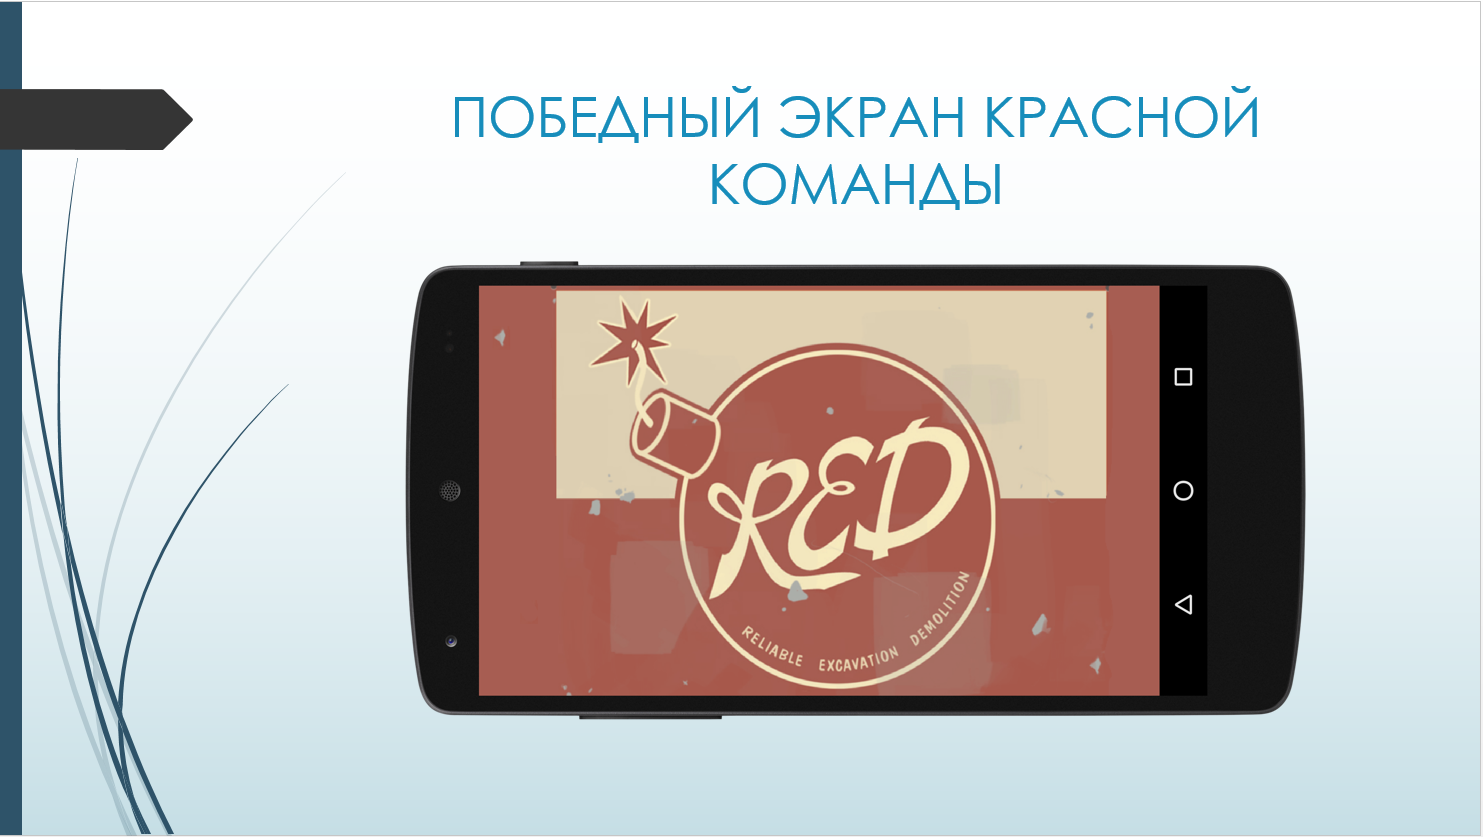 ПОБЕДНЫЙ ЭКРАН КРАСНОЙ
КОМАНДЫ
RED
RELIABLE EXCAVATION DEMOLITION